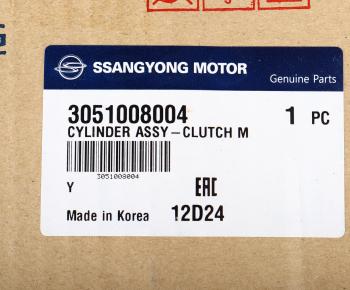 SSANGYONG MOTOR
Genuine Parts
3051008004 1 PC
CYLINDER ASSY-CLUTCH M
3051008004
Y EAC
Made in Korea 12D24